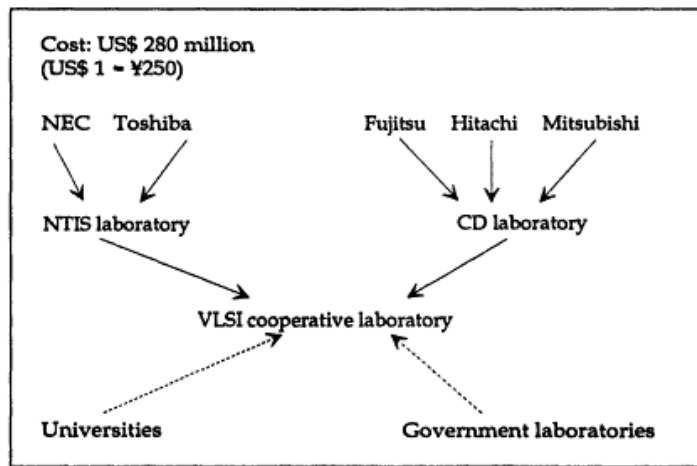 Cost: US$ 280 million
(US$ 1 = ¥250)
NEC Toshiba Fujitsu Hitachi Mitsubishi
NTIS laboratory CD laboratory
VLSI cooperative laboratory
Universities Government laboratories